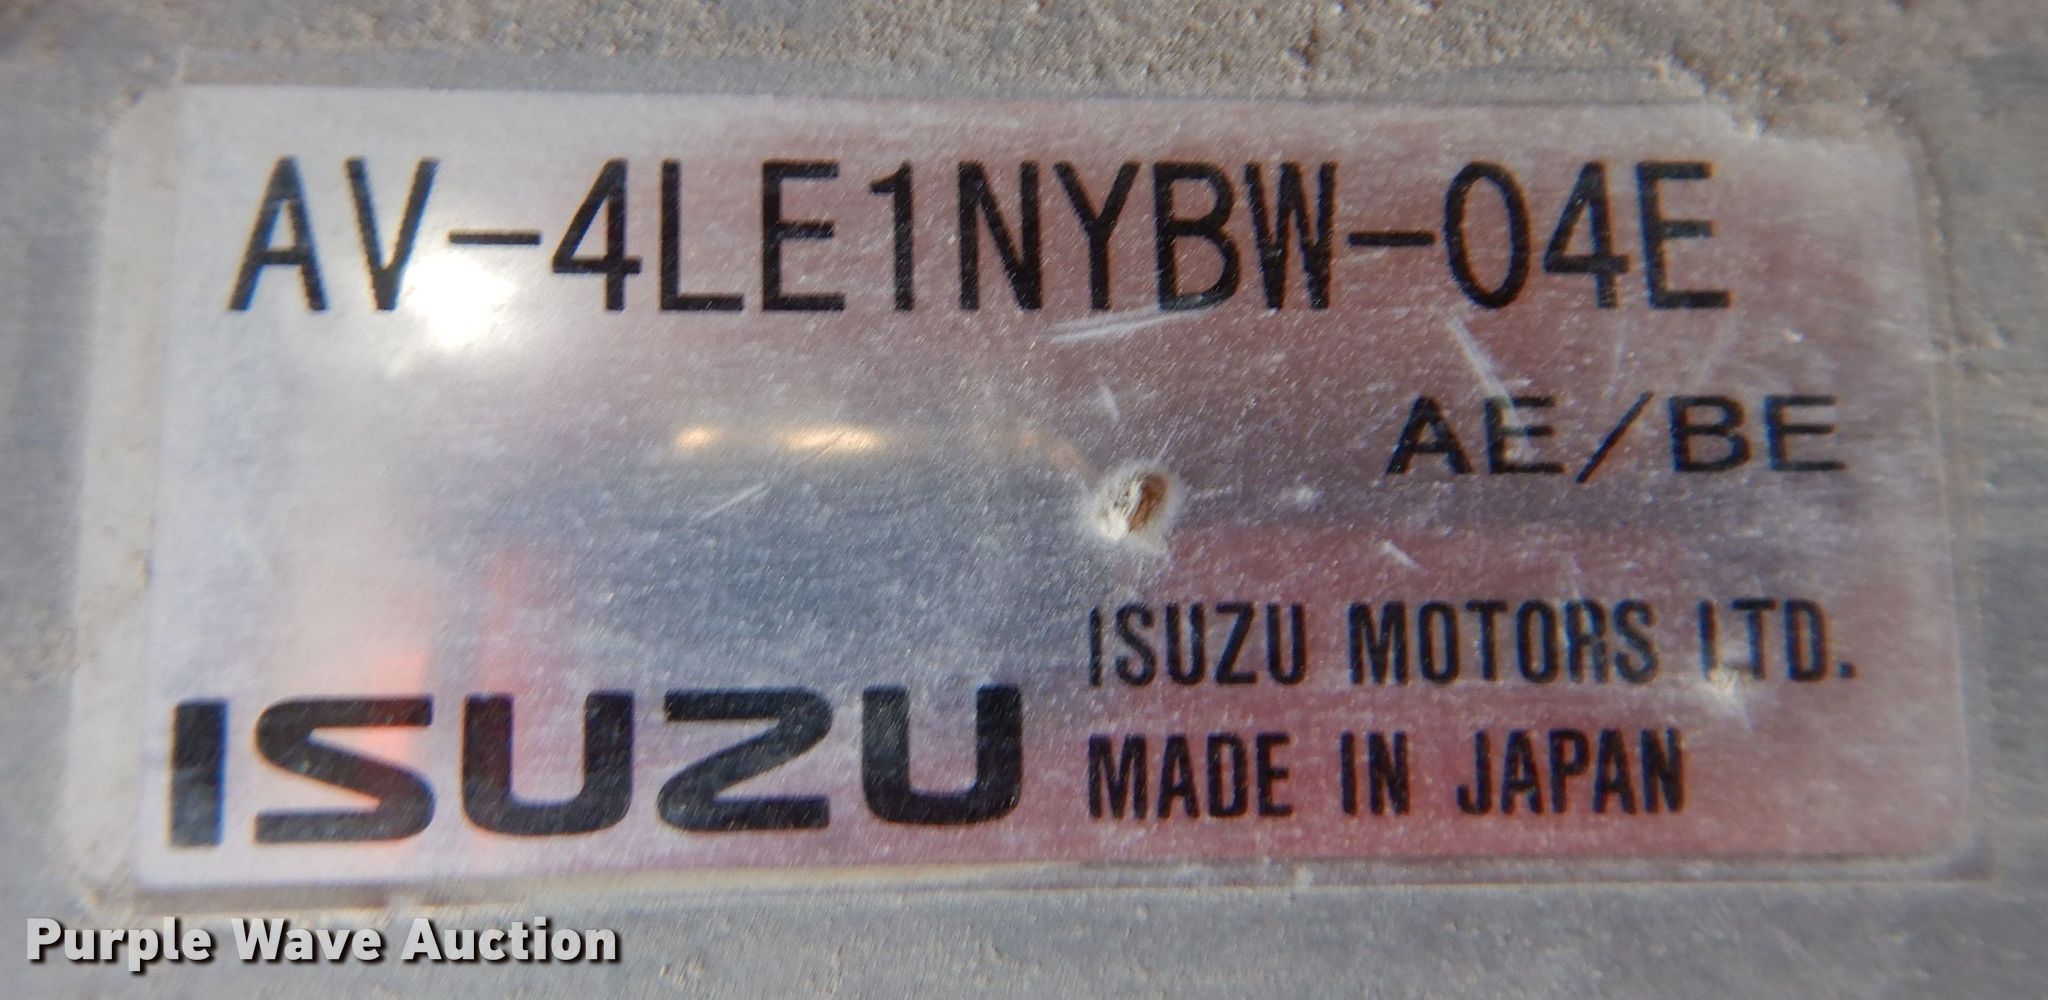 AV-4LE1NYBW-04E
AE/BE
ISUZU
ISUZU MOTORS LTD.
MADE IN JAPAN
Purple Wave Auction